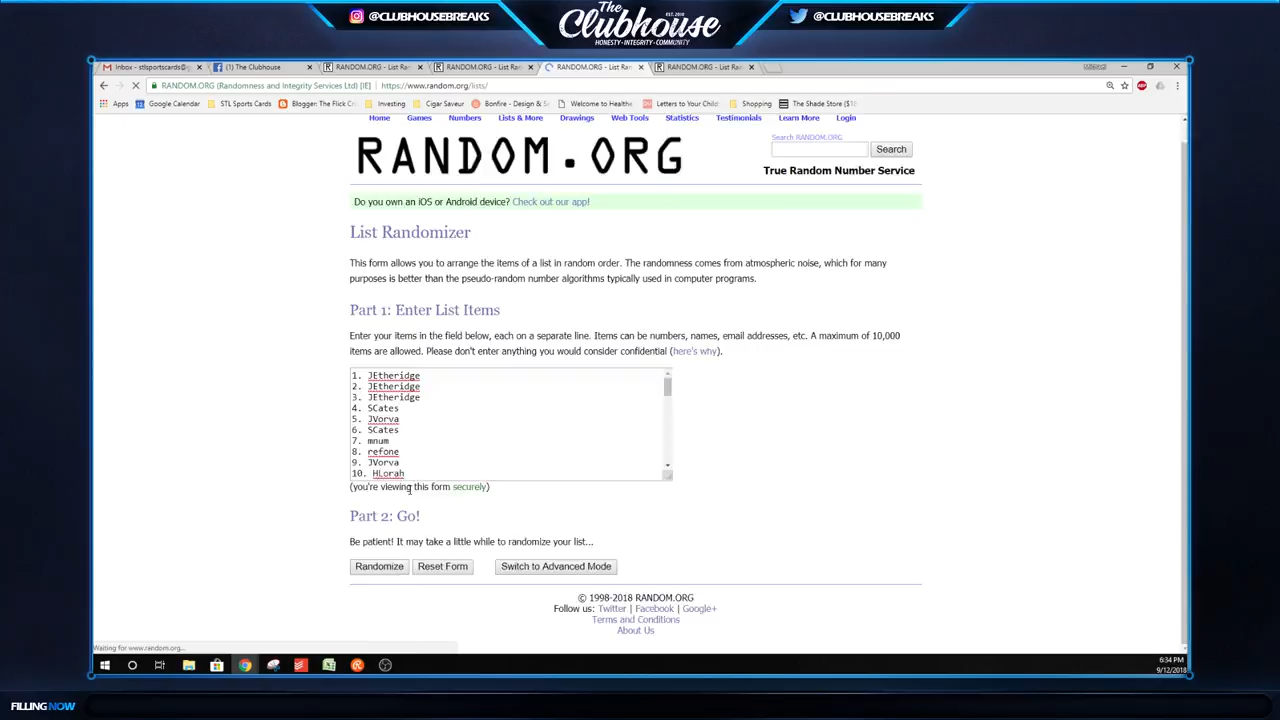 @CLUBHOUSEBREAKS
The
EST. 2018
Clubhouse
HONESTY • INTEGRITY • COMMUNITY
@CLUBHOUSEBREAKS
Inbox - stlsportscards@g
(1) The Clubhouse
RANDOM.ORG - List Ran
RANDOM.ORG - List Ran
RANDOM.ORG - List Ran
RANDOM.ORG - List Ran
RANDOM.ORG (Randomness and Integrity Services Ltd) [IE]
https://www.random.org/lists/
Apps
Google Calendar
STL Sports Cards
Blogger: The Flick Cr
Investing
Cigar Saveur
Bonfire - Design & S
Welcome to Healthe
Letters to Your Child
Shopping
The Shade Store ($1
Home
Games
Numbers
Lists & More
Drawings
Web Tools
Statistics
Testimonials
Learn More
Login
RANDOM.ORG
Search RANDOM.ORG
Search
True Random Number Service
Do you own an iOS or Android device? Check out our app!
List Randomizer
This form allows you to arrange the items of a list in random order. The randomness comes from atmospheric noise, which for many
purposes is better than the pseudo-random number algorithms typically used in computer programs.
Part 1: Enter List Items
Enter your items in the field below, each on a separate line. Items can be numbers, names, email addresses, etc. A maximum of 10,000
items are allowed. Please don't enter anything you would consider confidential (here's why).
1. JEtheridge
2. JEtheridge
3. JEtheridge
4. SCates
5. JVorva
6. SCates
7. mnum
8. refone
9. JVorva
10. HLorah
(you're viewing this form securely)
Part 2: Go!
Be patient! It may take a little while to randomize your list...
Randomize
Reset Form
Switch to Advanced Mode
© 1998-2018 RANDOM.ORG
Follow us: Twitter | Facebook | Google+
Terms and Conditions
About Us
Waiting for www.random.org...
6:34 PM
9/12/2018
FILLING NOW